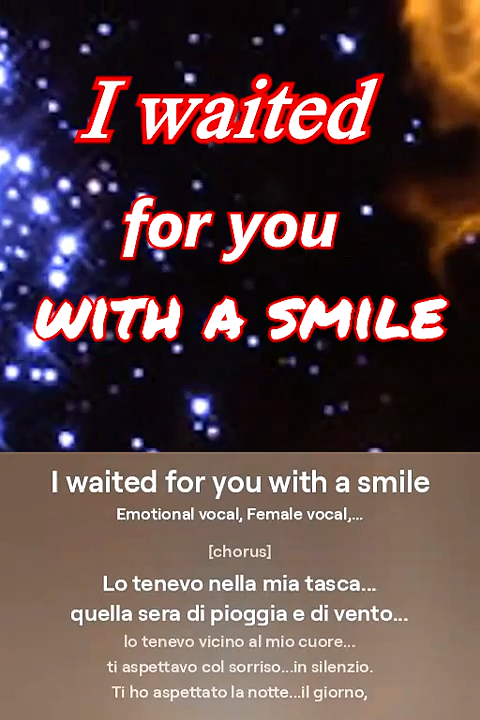 I waited
for you
WITH A SMILE
I waited for you with a smile
Emotional vocal, Female vocal,...
[chorus]
Lo tenevo nella mia tasca...
quella sera di pioggia e di vento...
lo tenevo vicino al mio cuore...
ti aspettavo col sorriso...in silenzio.
Ti ho aspettato la notte...il giorno,